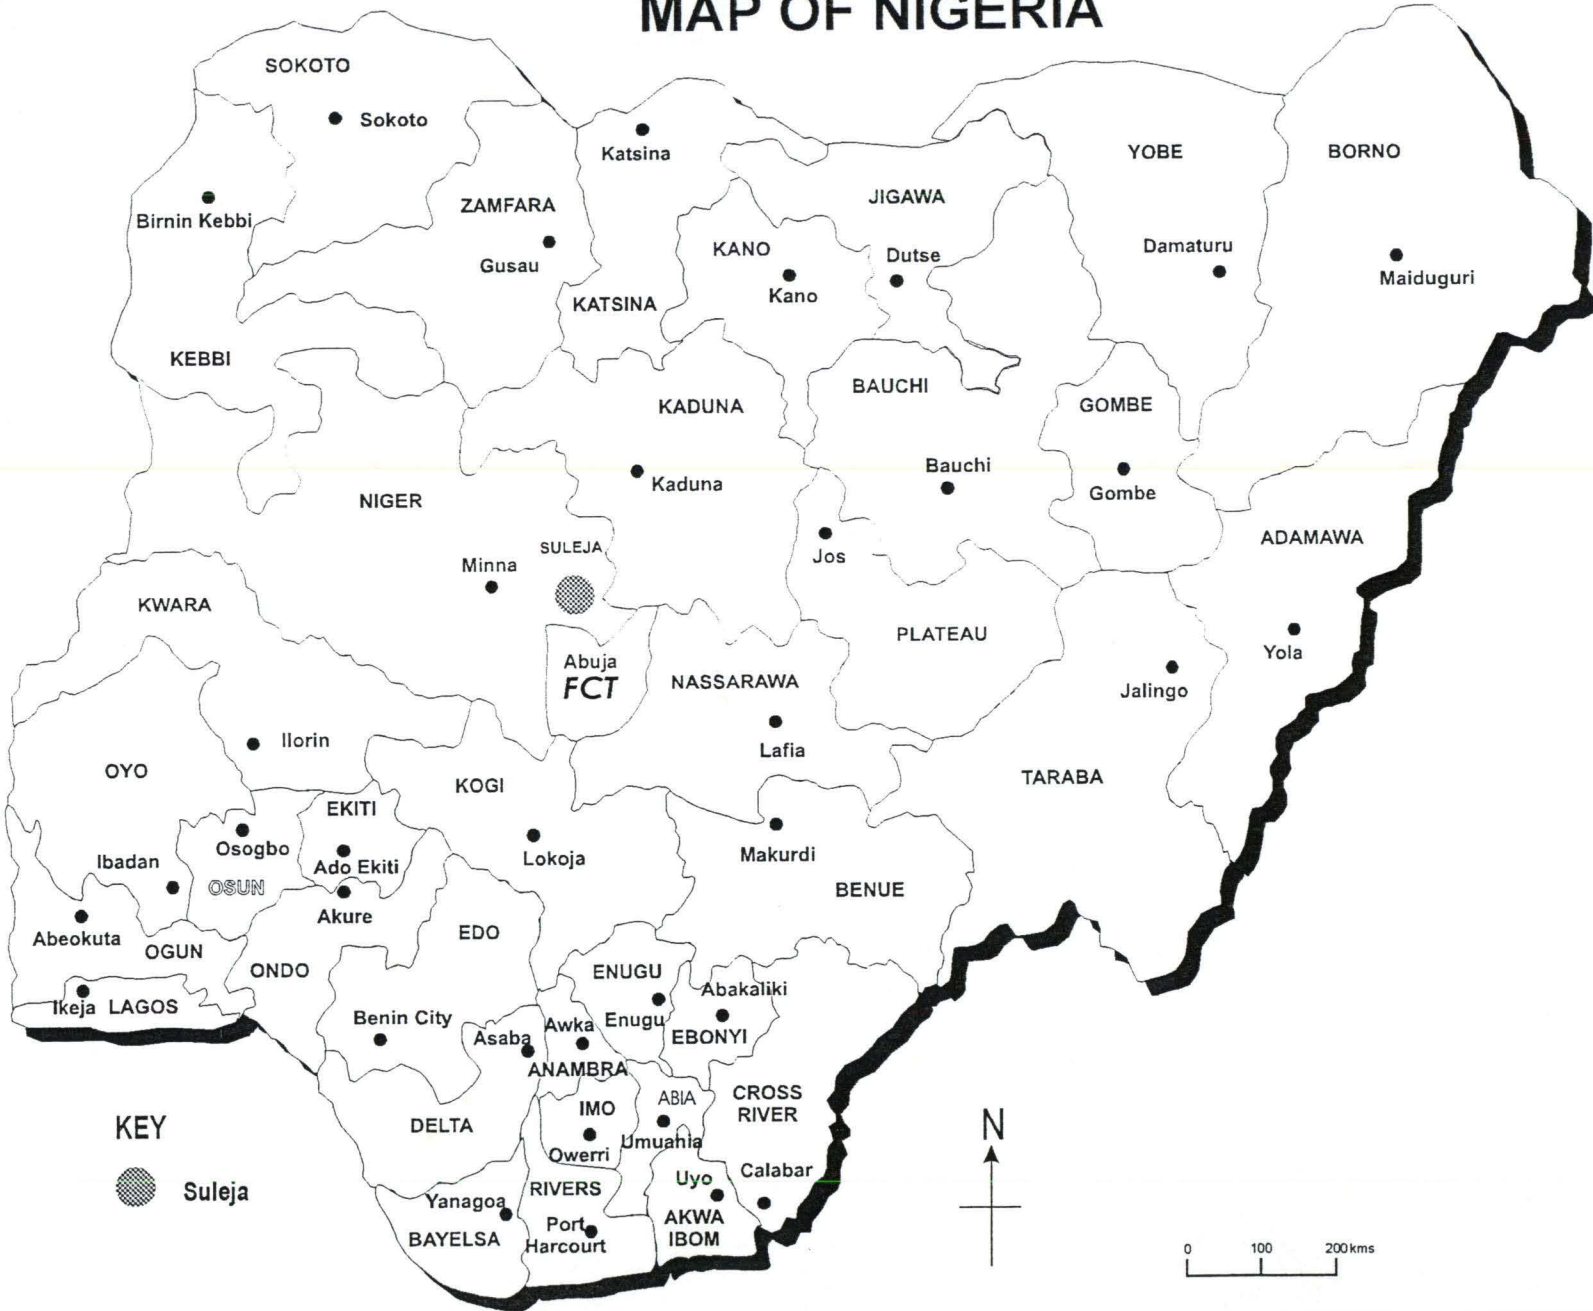 MAP OF NIGERIA
SOKOTO
Sokoto
Katsina
YOBE
BORNO
Birnin Kebbi
ZAMFARA
Gusau
JIGAWA
KANO
Kano
Dutse
Damaturu
Maiduguri
KATSINA
KEBBI
KADUNA
BAUCHI
GOMBE
Kaduna
Bauchi
Gombe
NIGER
SULEJA
Minna
Jos
ADAMAWA
KWARA
PLATEAU
Yola
Abuja
FCT
NASSARAWA
Jalingo
Ilorin
Lafia
OYO
KOGI
TARABA
EKITI
Osogbo
Ado Ekiti
Lokoja
Makurdi
Ibadan
OSUN
BENUE
Akure
Abeokuta
OGUN
EDO
ONDO
ENUGU
Abakaliki
Ikeja
LAGOS
Benin City
Asaba
Awka
Enugu
EBONYI
ANAMBRA
CROSS
RIVER
KEY
DELTA
IMO
ABIA
Umuahia
N
Owerri
Suleja
Yanagoa
RIVERS
Uyo
Calabar
BAYELSA
Port
Harcourt
AKWA
IBOM
0 100 200kms